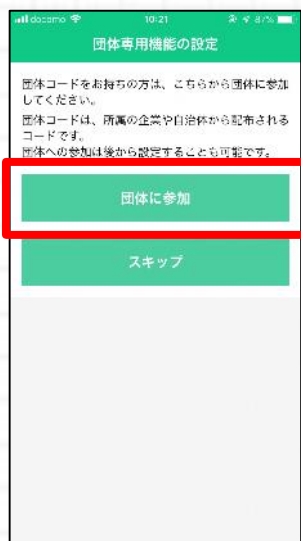 docomo 10:21 87%
団体専用機能の設定
団体コードをお持ちの方は、こちらから団体に参加
してください。
団体コードは、所属の企業や自治体から配布される
コードです。
団体への参加は後から設定することも可能です。
団体に参加
スキップ